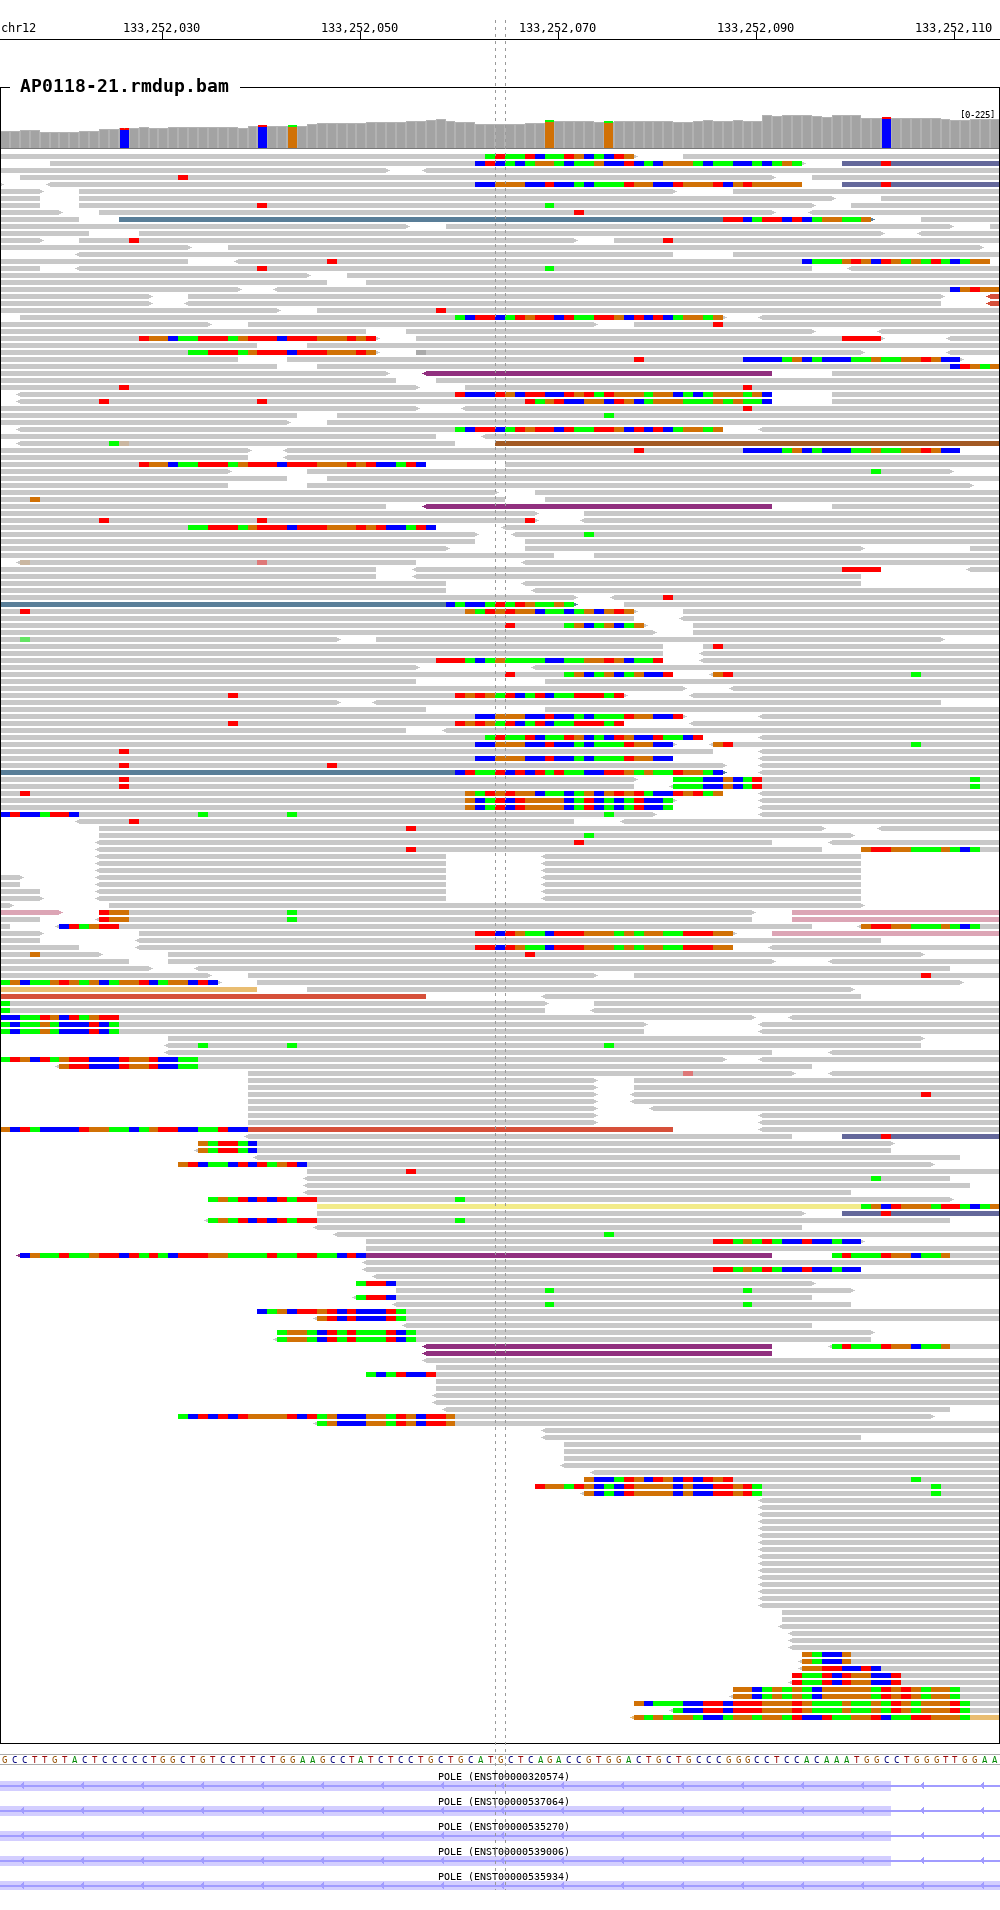 chr12 133,252,030 133,252,050 133,252,070 133,252,090 133,252,110
AP0118-21.rmdup.bam
[0-225]
GCCTTGTACTCCCCCTGGCTGTCCTTCTGGAAGCCTATCTCCTGCTGCATGCTCAGACCGTGGACTGCTGCCCGGGCCTCCACAAATGGCCTGGGTTGGAA
POLE (ENST00000320574)
POLE (ENST00000537064)
POLE (ENST00000535270)
POLE (ENST00000539006)
POLE (ENST00000535934)